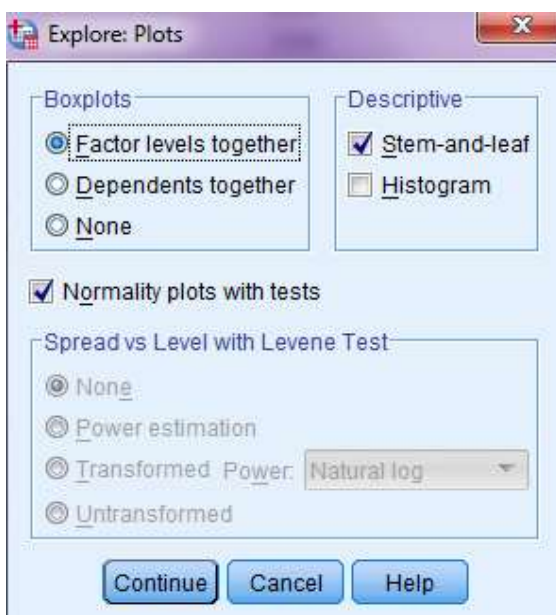 Explore: Plots
Boxplots
Factor levels together
Dependents together
None
Descriptive
Stem-and-leaf
Histogram
Normality plots with tests
Spread vs Level with Levene Test
None
Power estimation
Transformed Power: Natural log
Untransformed
Continue Cancel Help